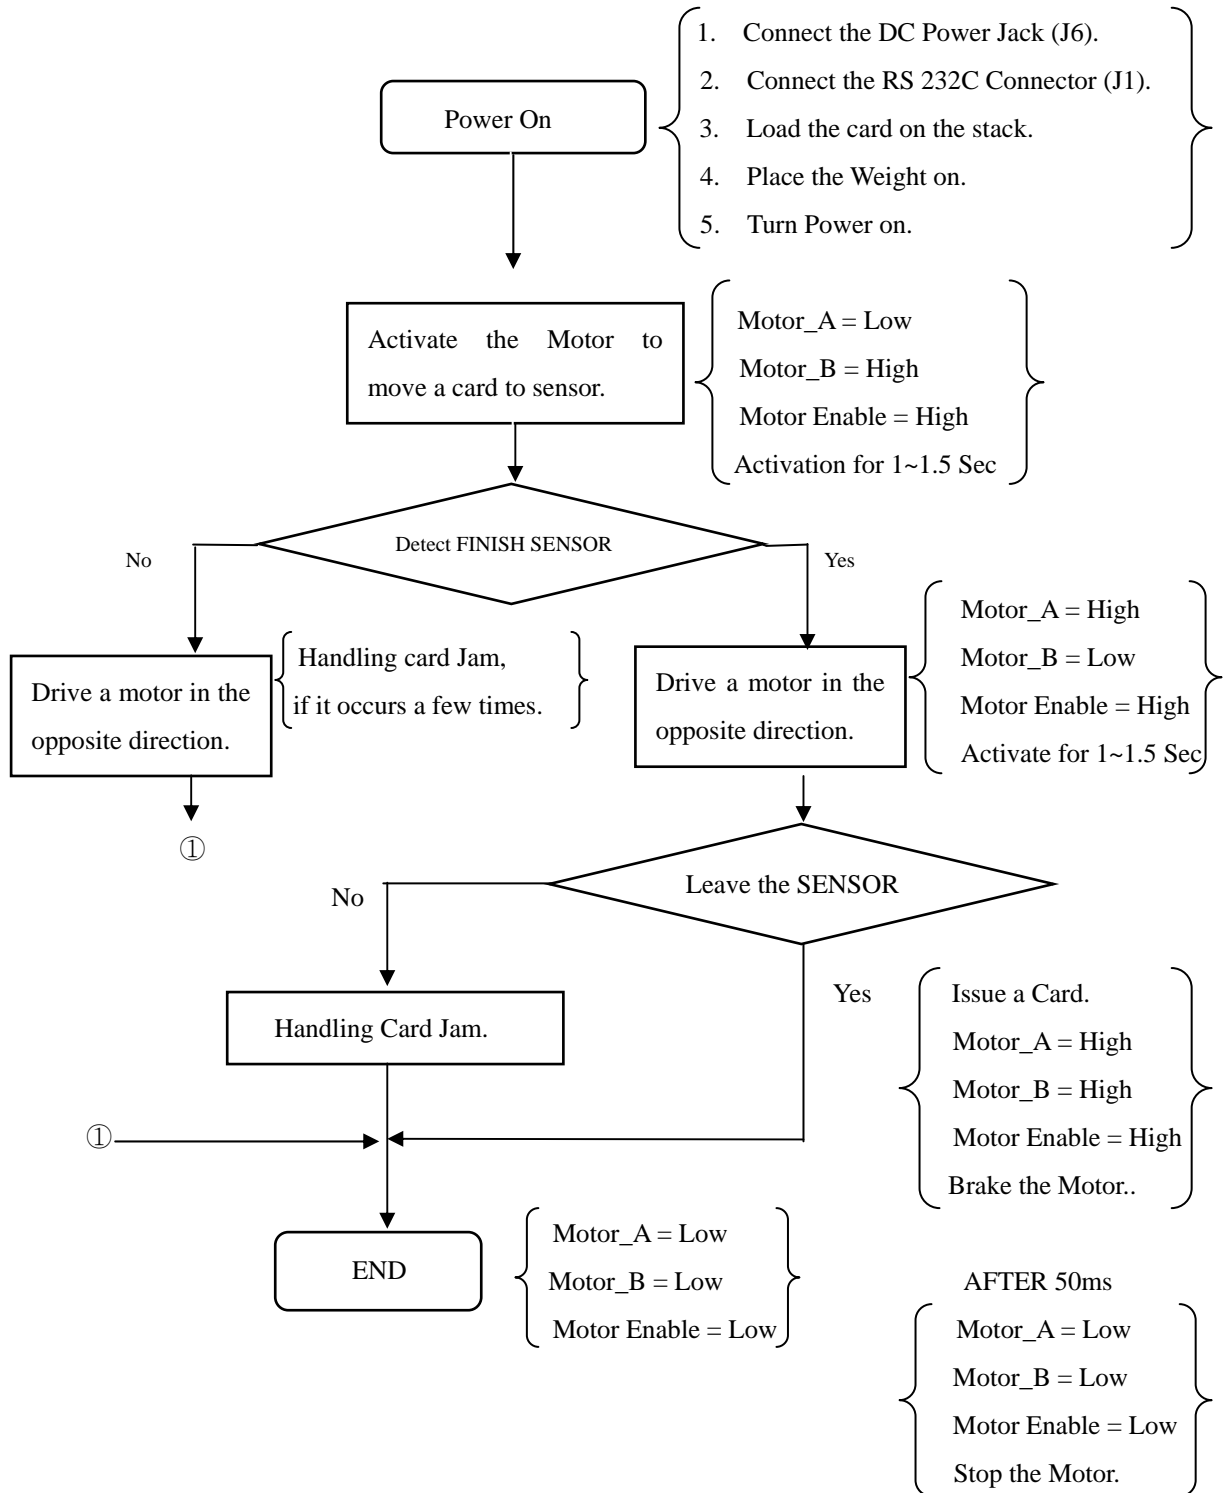 Power On
1. Connect the DC Power Jack (J6).
2. Connect the RS 232C Connector (J1).
3. Load the card on the stack.
4. Place the Weight on.
5. Turn Power on.
Activate the Motor to
move a card to sensor.
Motor_A = Low
Motor_B = High
Motor Enable = High
Activation for 1~1.5 Sec
Detect FINISH SENSOR
No
Yes
Drive a motor in the
opposite direction.
Handling card Jam,
if it occurs a few times.
Drive a motor in the
opposite direction.
Motor_A = High
Motor_B = Low
Motor Enable = High
Activate for 1~1.5 Sec
①
Leave the SENSOR
No
Yes
Handling Card Jam.
Issue a Card.
Motor_A = High
Motor_B = High
Motor Enable = High
Brake the Motor..
①
END
Motor_A = Low
Motor_B = Low
Motor Enable = Low
AFTER 50ms
Motor_A = Low
Motor_B = Low
Motor Enable = Low
Stop the Motor.